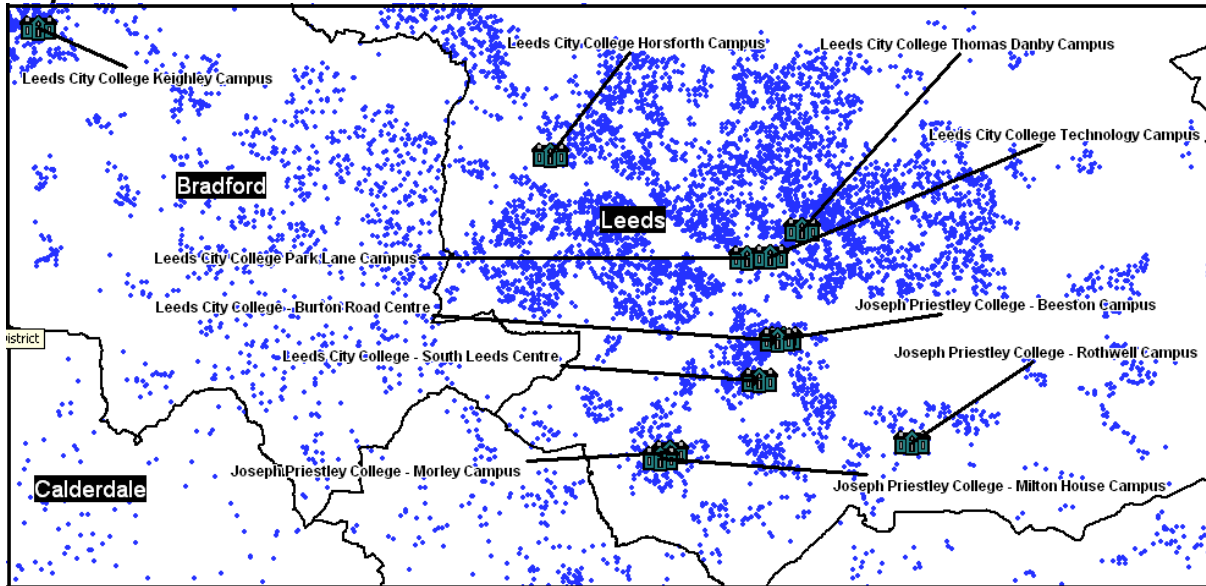 Leeds City College Horsforth Campus
Leeds City College Thomas Danby Campus
Leeds City College Keighley Campus
Leeds City College Technology Campus
Bradford
Leeds
Leeds City College Park Lane Campus
Leeds City College - Burton Road Centre
Joseph Priestley College - Beeston Campus
istrict
Leeds City College - South Leeds Centre
Joseph Priestley College - Rothwell Campus
Joseph Priestley College - Morley Campus
Calderdale
Joseph Priestley College - Milton House Campus